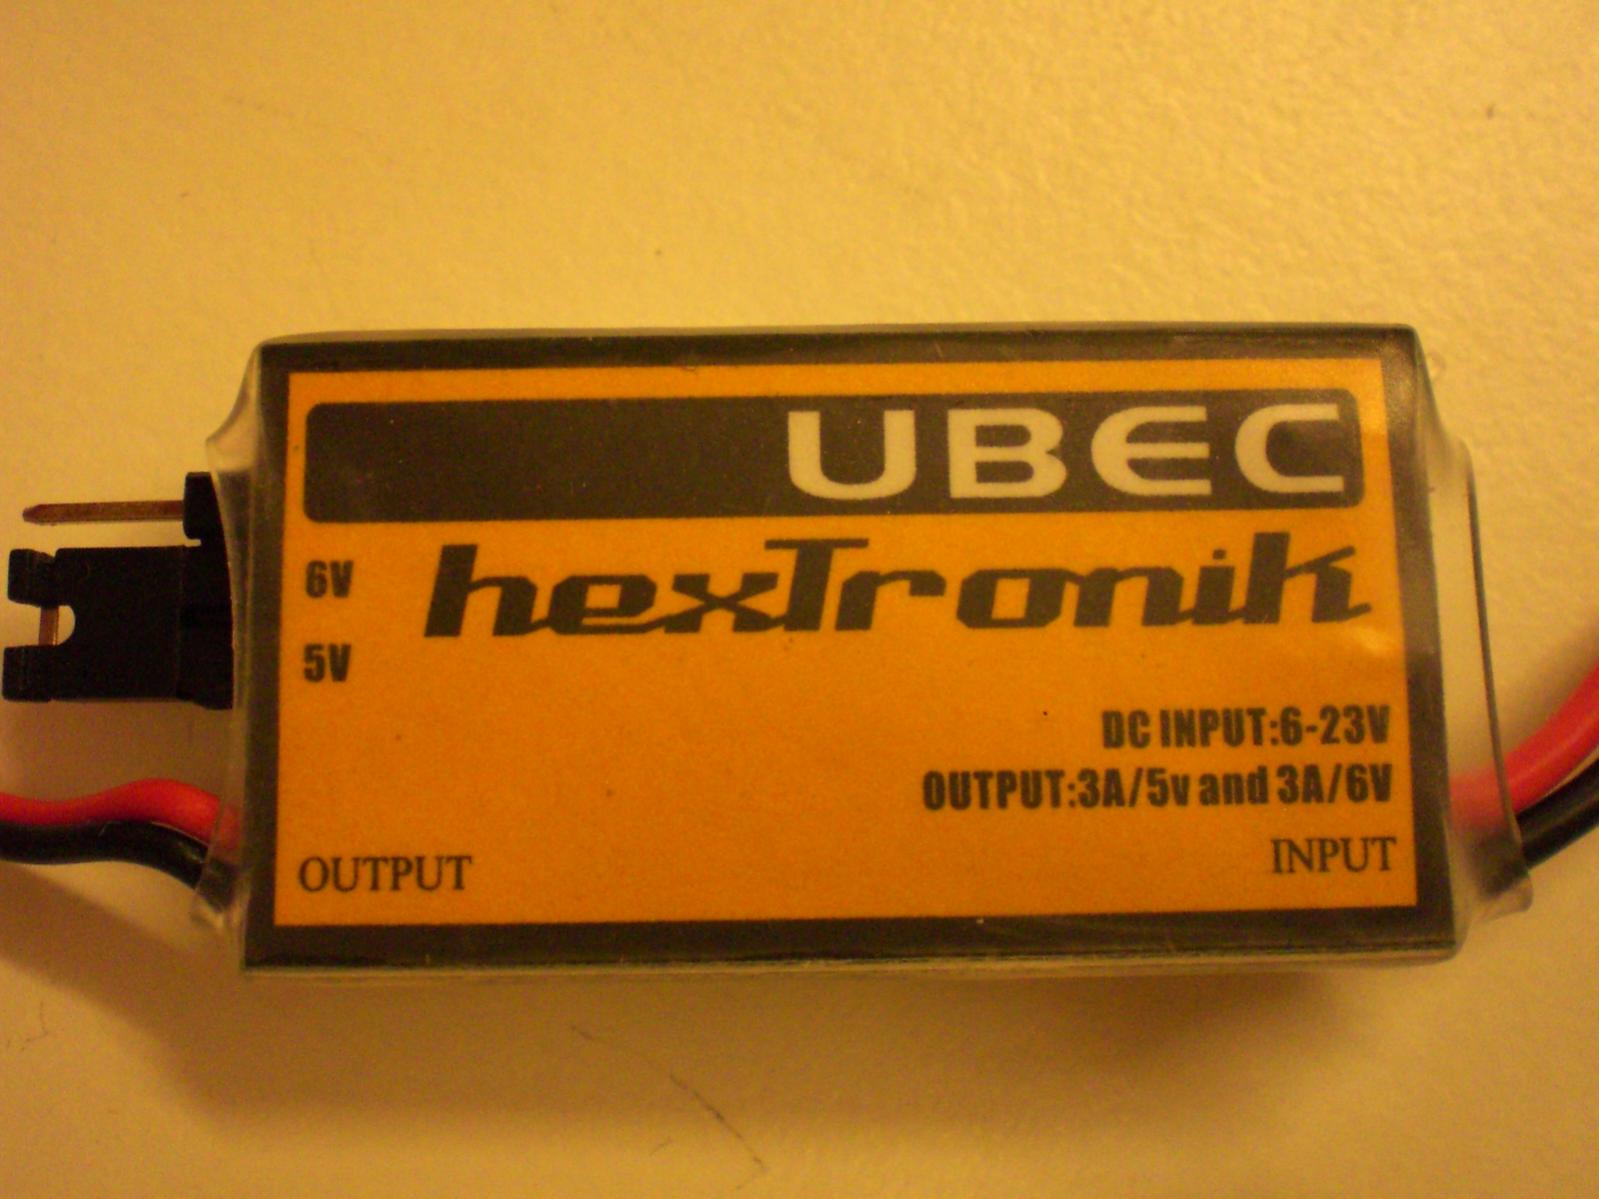 UBEC
hexTronik
6V
5V
DC INPUT:6-23V
OUTPUT:3A/5v and 3A/6V
OUTPUT
INPUT